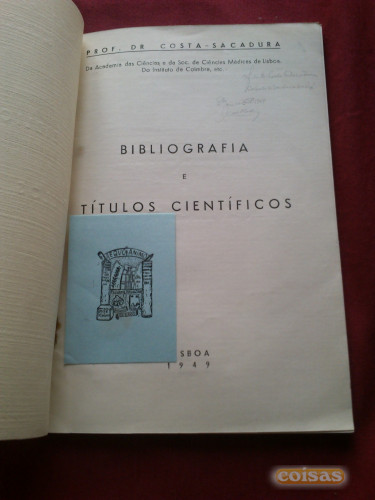 PROF. DR COSTA-SACADURA
Da Academia das Ciências e da Soc. de Ciências Médicas de Lisboa,
Do Instituto de Coimbra, etc.
BIBLIOGRAFIA
E
TÍTULOS CIENTÍFICOS
ISBOA
1949
coisas